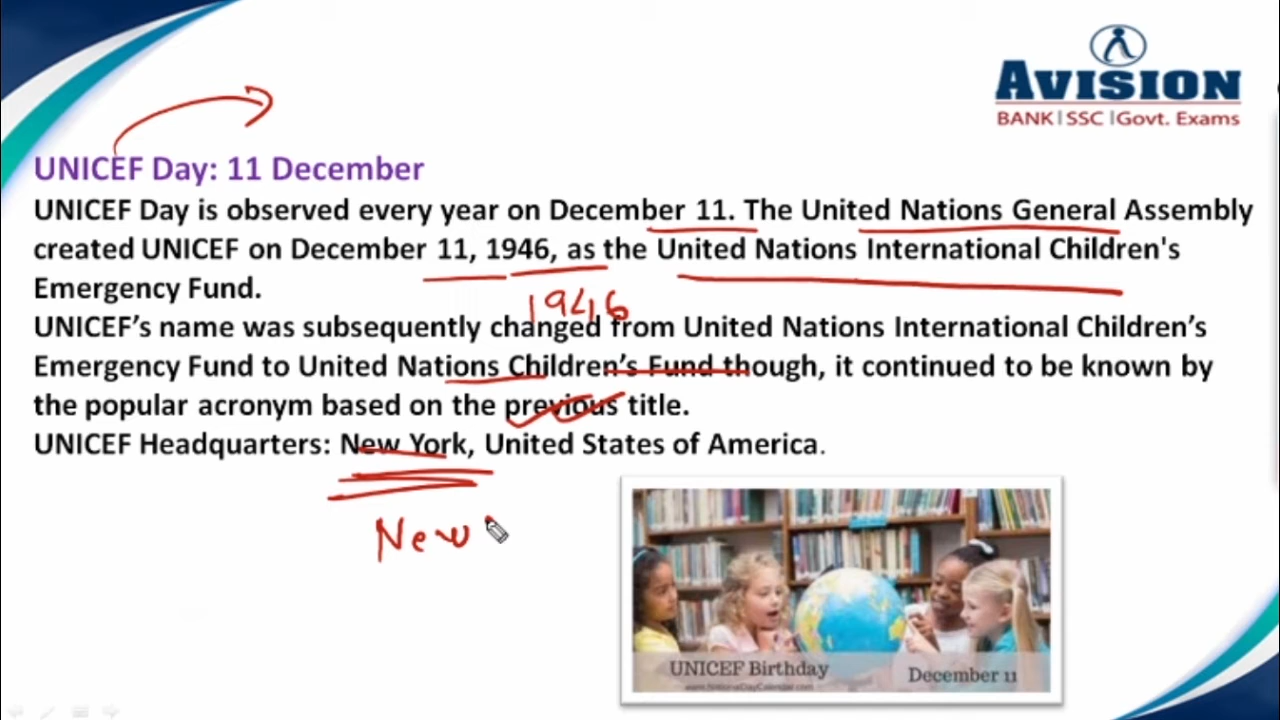 AVISION
BANK|SSC|Govt. Exams
UNICEF Day: 11 December
UNICEF Day is observed every year on December 11. The United Nations General Assembly
created UNICEF on December 11, 1946, as the United Nations International Children's
Emergency Fund.
1946
UNICEF’s name was subsequently changed from United Nations International Children’s
Emergency Fund to United Nations Children’s Fund though, it continued to be known by
the popular acronym based on the previous title.
UNICEF Headquarters: New York, United States of America.
New
UNICEF Birthday
December 11
www.NationalDayCalendar.com